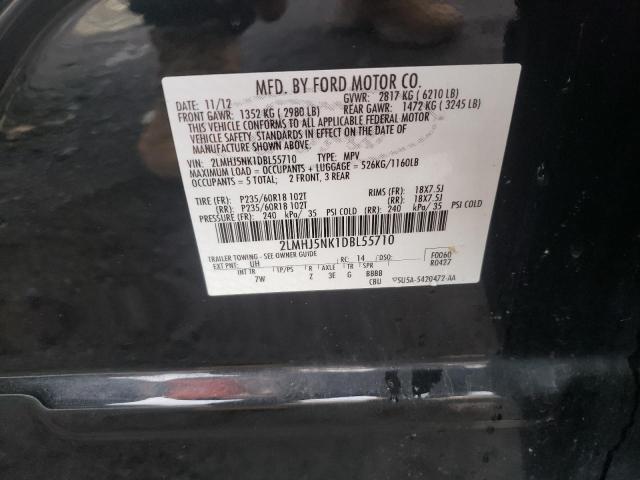 MFD. BY FORD MOTOR CO.
DATE: 11/12 GVWR: 2817 KG ( 6210 LB)
FRONT GAWR: 1352 KG ( 2980 LB) REAR GAWR: 1472 KG ( 3245 LB)
THIS VEHICLE CONFORMS TO ALL APPLICABLE FEDERAL MOTOR
VEHICLE SAFETY STANDARDS IN EFFECT ON THE DATE OF
MANUFACTURE SHOWN ABOVE.
VIN: 2LMHJ5NK1DBL55710 TYPE: MPV
MAXIMUM LOAD = OCCUPANTS + LUGGAGE = 526KG/1160LB
OCCUPANTS = 5 TOTAL; 2 FRONT, 3 REAR
TIRE (FR): P235/60R18 102T RIMS (FR): 18X7.5J
(RR): P235/60R18 102T (RR): 18X7.5J
PRESSURE (FR): 240 kPa/ 35 PSI COLD (RR): 240 kPa/ 35 PSI COLD
2LMHJ5NK1DBL55710
TRAILER TOWING - SEE OWNER GUIDE
EXT PNT: UH RC: 14 DSO: F0060
R0427
INT TR TP/PS R AXLE TR SPR
7W Z 3E G BBBB
CBU 5U5A-5420472-AA